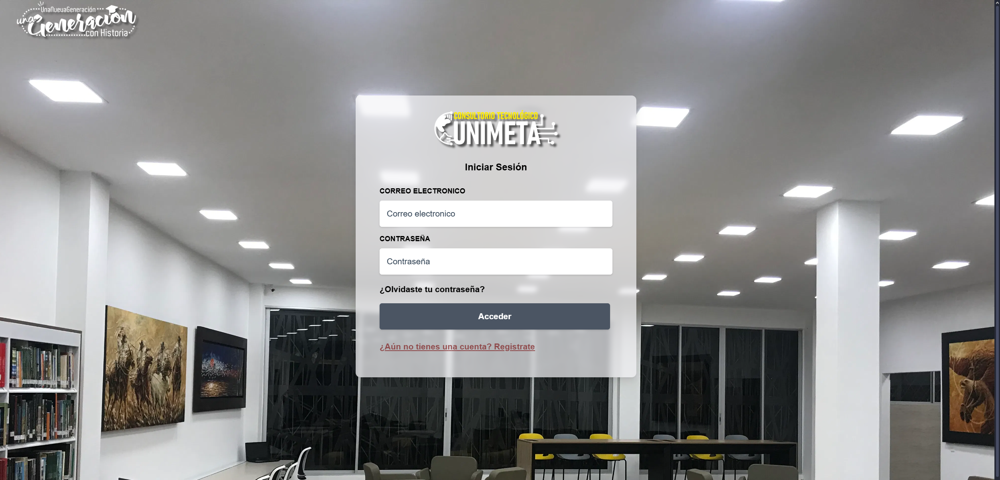 UnaNuevaGeneración
una Generación
con Historia
CONSULTORIO TECNOLÓGICO
UNIMETA
Iniciar Sesión
CORREO ELECTRONICO
Correo electronico
CONTRASEÑA
Contraseña
¿Olvidaste tu contraseña?
Acceder
¿Aún no tienes una cuenta? Registrate